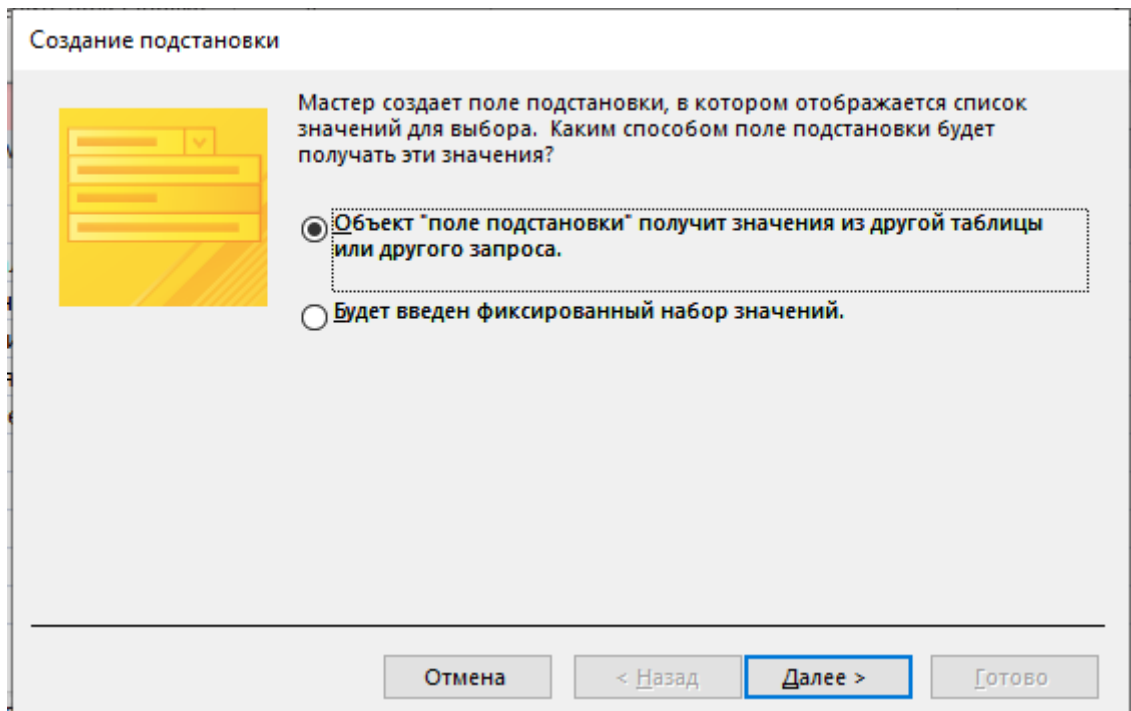 Создание подстановки
Мастер создает поле подстановки, в котором отображается список
значений для выбора. Каким способом поле подстановки будет
получать эти значения?
Объект "поле подстановки" получит значения из другой таблицы
или другого запроса.
Будет введен фиксированный набор значений.
Отмена
< Назад
Далее >
Готово